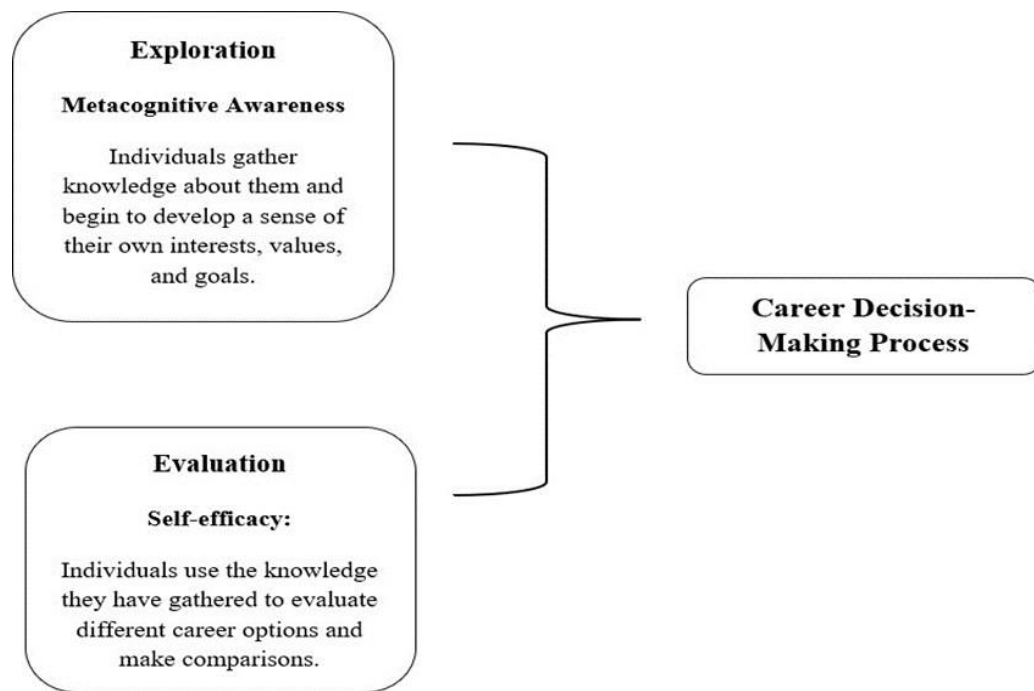 Exploration
Metacognitive Awareness
Individuals gather
knowledge about them and
begin to develop a sense of
their own interests, values,
and goals.
Career Decision-
Making Process
Evaluation
Self-efficacy:
Individuals use the knowledge
they have gathered to evaluate
different career options and
make comparisons.